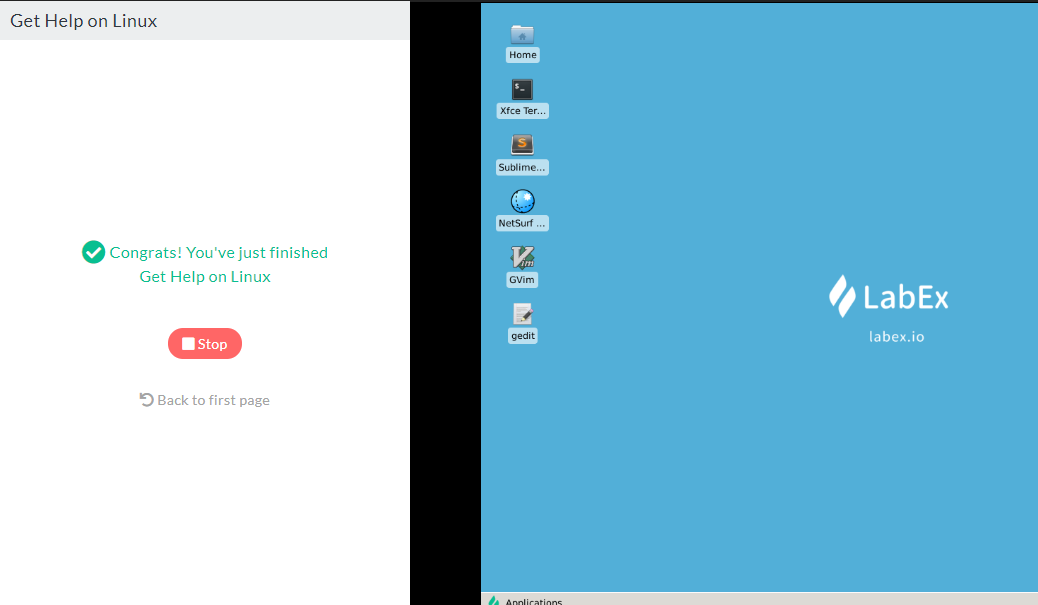 Get Help on Linux
Congrats! You've just finished
Get Help on Linux
Stop
Back to first page
Home
$_
Xfce Ter...
S
Sublime...
NetSurf ...
Vim
GVim
gedit
LabEx
labex.io
Applications